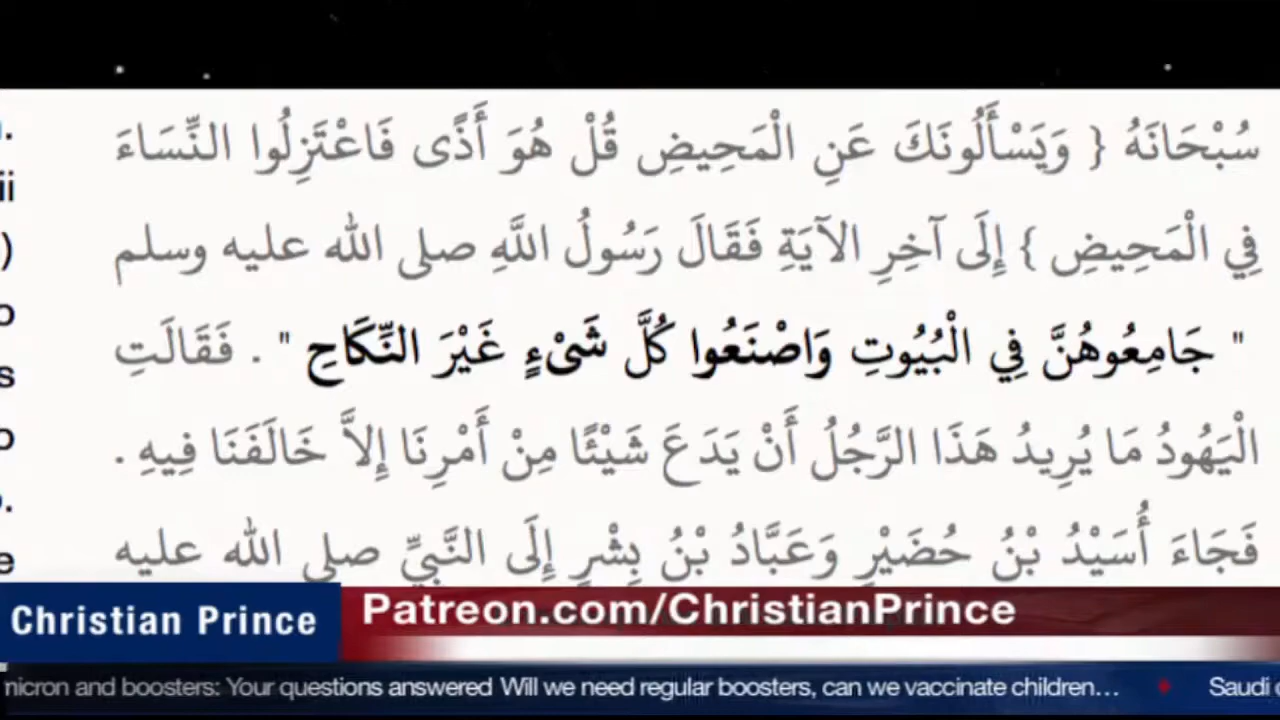 سُبْحَانَهُ { وَيَسْأَلُونَكَ عَنِ الْمَحِيضِ قُلْ هُوَ أَذًى فَاعْتَزِلُوا النِّسَاءَ
فِي الْمَحِيضِ } إِلَى آخِرِ الآيَةِ فَقَالَ رَسُولُ اللَّهِ صلى الله عليه وسلم
" جَامِعُوهُنَّ فِي الْبُيُوتِ وَاصْنَعُوا كُلَّ شَىْءٍ غَيْرَ النِّكَاحِ " . فَقَالَتِ
الْيَهُودُ مَا يُرِيدُ هَذَا الرَّجُلُ أَنْ يَدَعَ شَيْئًا مِنْ أَمْرِنَا إِلاَّ خَالَفَنَا فِيهِ .
فَجَاءَ أُسَيْدُ بْنُ حُضَيْرٍ وَعَبَّادُ بْنُ بِشْرٍ إِلَى النَّبِيِّ صلى الله عليه
Christian Prince
Patreon.com/ChristianPrince
micron and boosters: Your questions answered Will we need regular boosters, can we vaccinate children... Saudi